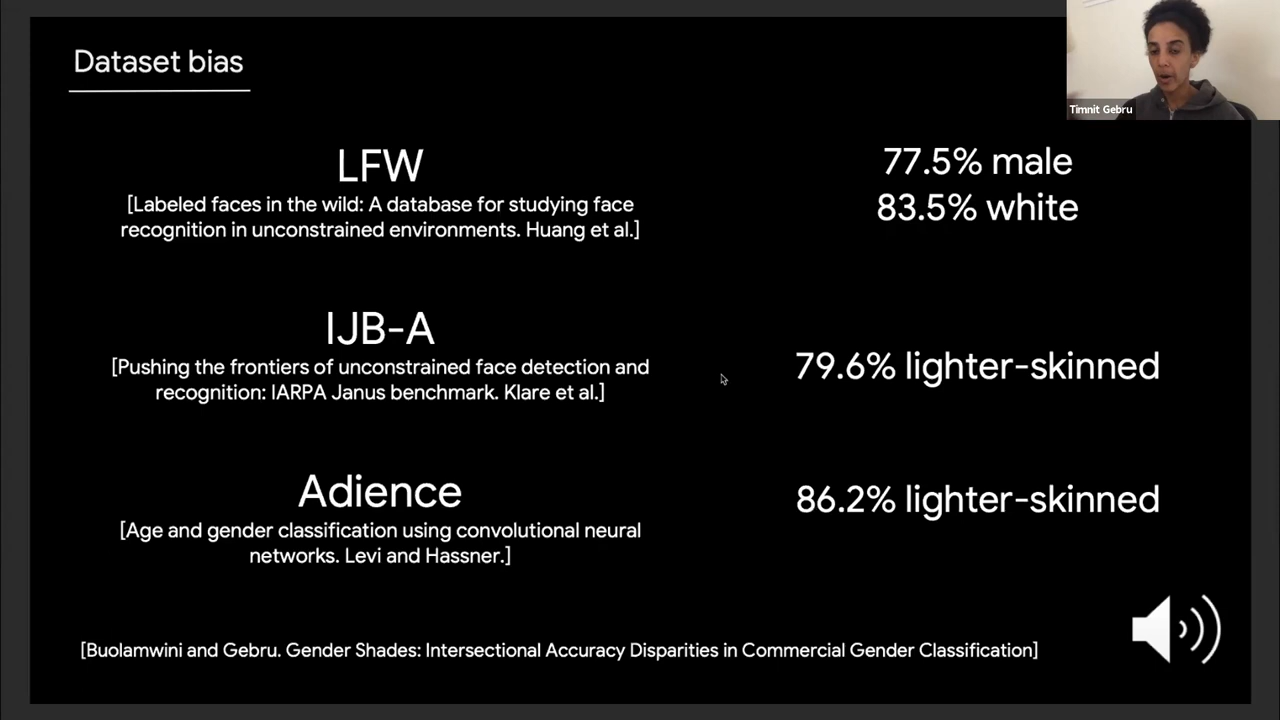 Dataset bias
Timnit Gebru
LFW
[Labeled faces in the wild: A database for studying face
recognition in unconstrained environments. Huang et al.]
77.5% male
83.5% white
IJB-A
[Pushing the frontiers of unconstrained face detection and
recognition: IARPA Janus benchmark. Klare et al.]
79.6% lighter-skinned
Adience
[Age and gender classification using convolutional neural
networks. Levi and Hassner.]
86.2% lighter-skinned
[Buolamwini and Gebru. Gender Shades: Intersectional Accuracy Disparities in Commercial Gender Classification]